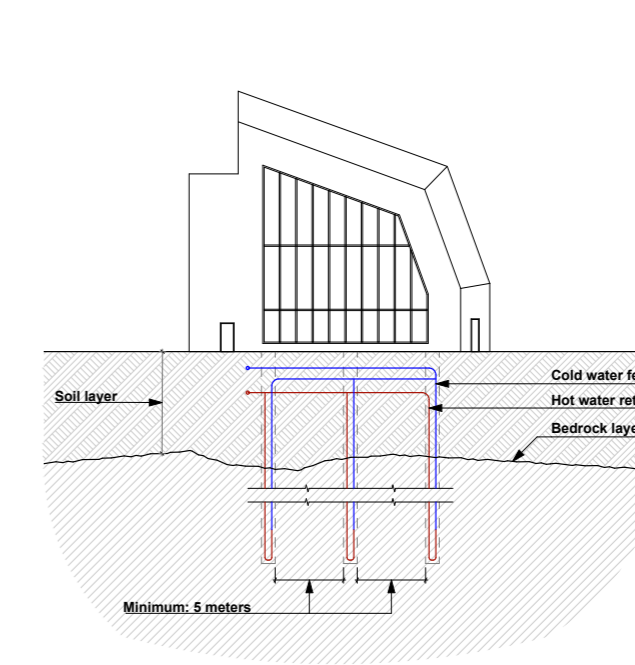 Cold water fe
Soil layer
Hot water ret
Bedrock laye
Minimum: 5 meters